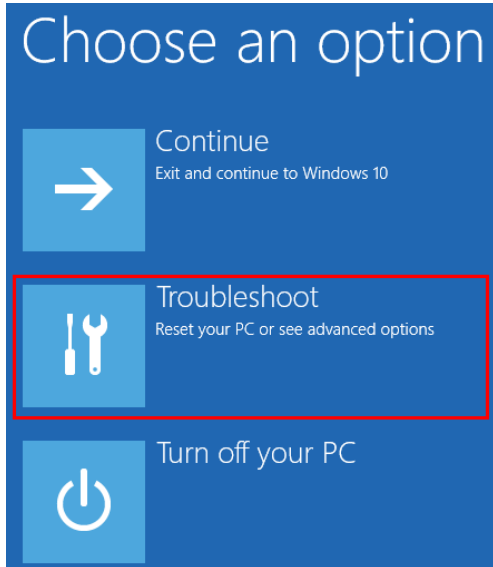 Choose an option
Continue
Exit and continue to Windows 10
Troubleshoot
Reset your PC or see advanced options
Turn off your PC